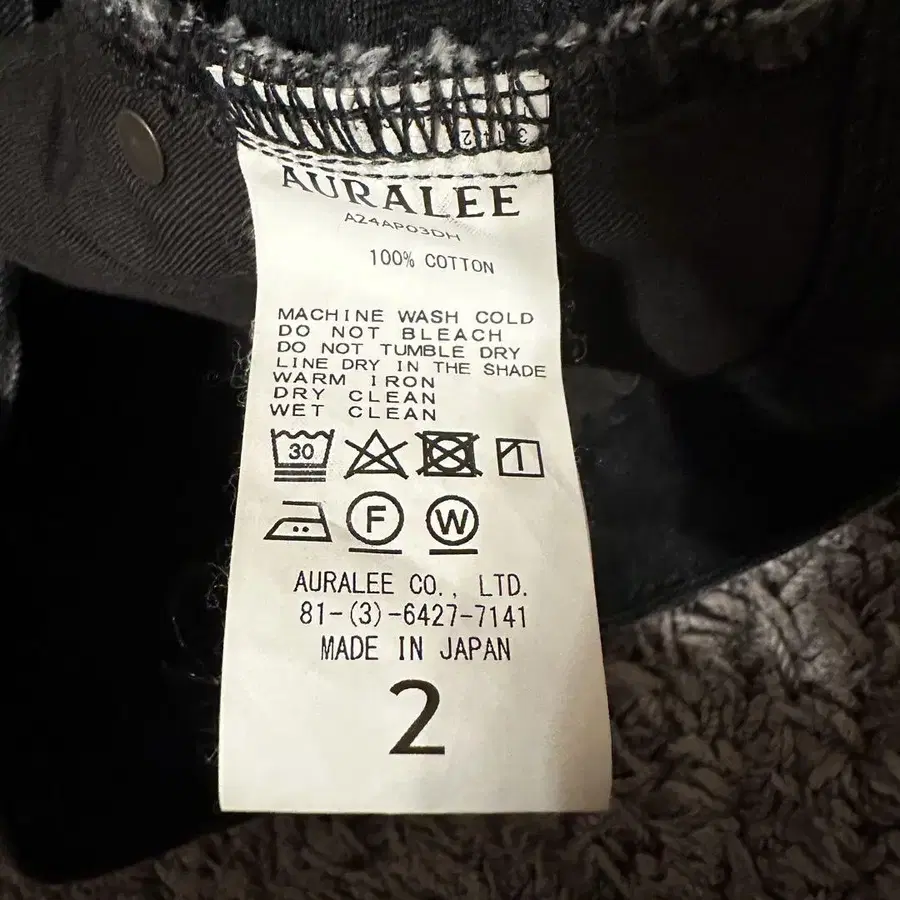 AURALEE
A24AP03DH
100% COTTON
MACHINE WASH COLD
DO NOT BLEACH
DO NOT TUMBLE DRY
LINE DRY IN THE SHADE
WARM IRON
DRY CLEAN
WET CLEAN
30
F W
AURALEE CO., LTD.
81-(3)-6427-7141
MADE IN JAPAN
2